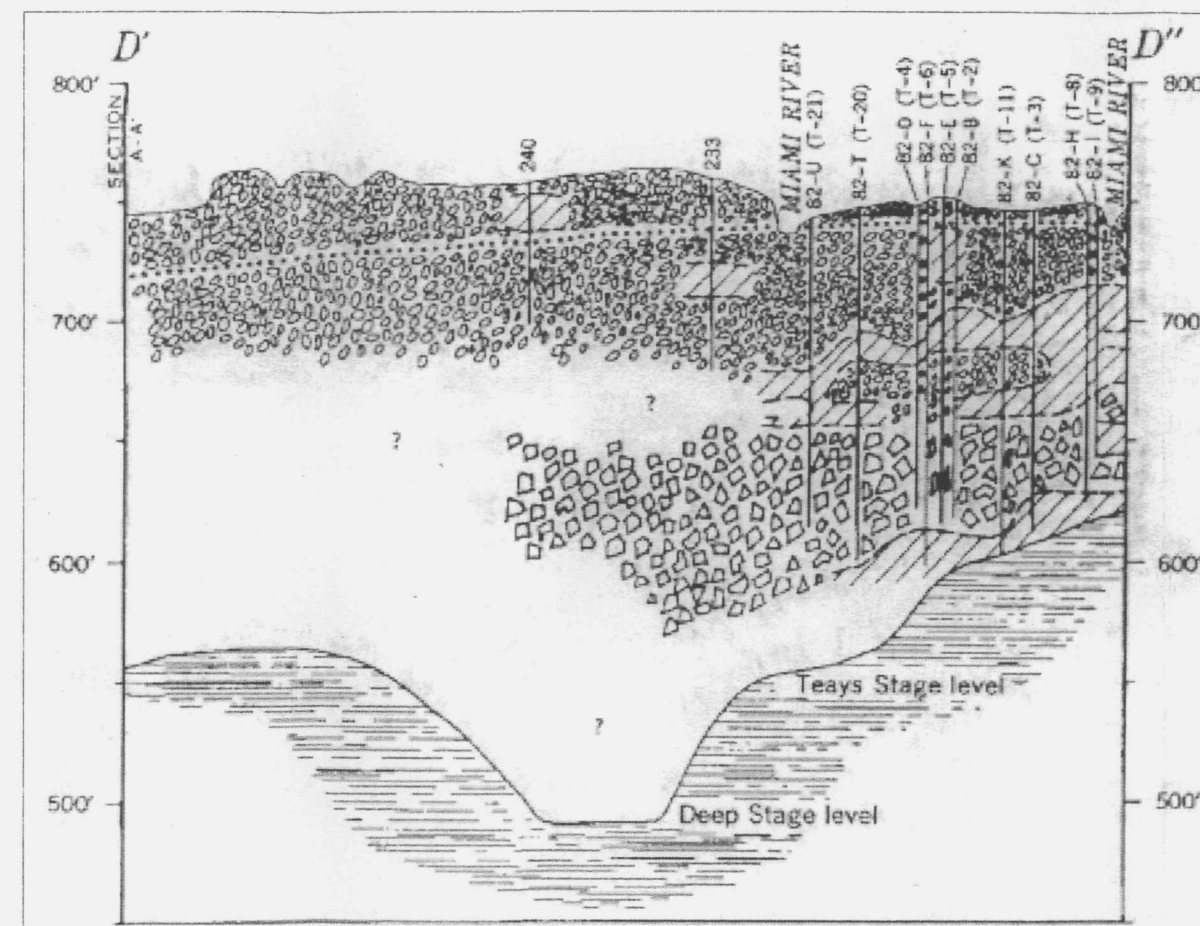 D'
D"
800'
800'
SECTION
A-A'
240
233
MIAMI RIVER
82-U (T-21)
82-T (T-20)
82-D (T-4)
82-F (T-6)
82-E (T-5)
82-B (T-2)
82-K (T-11)
82-C (T-3)
82-H (T-8)
82-I (T-9)
MIAMI RIVER
700'
700'
?
?
600'
600'
Teays Stage level
?
500'
500'
Deep Stage level